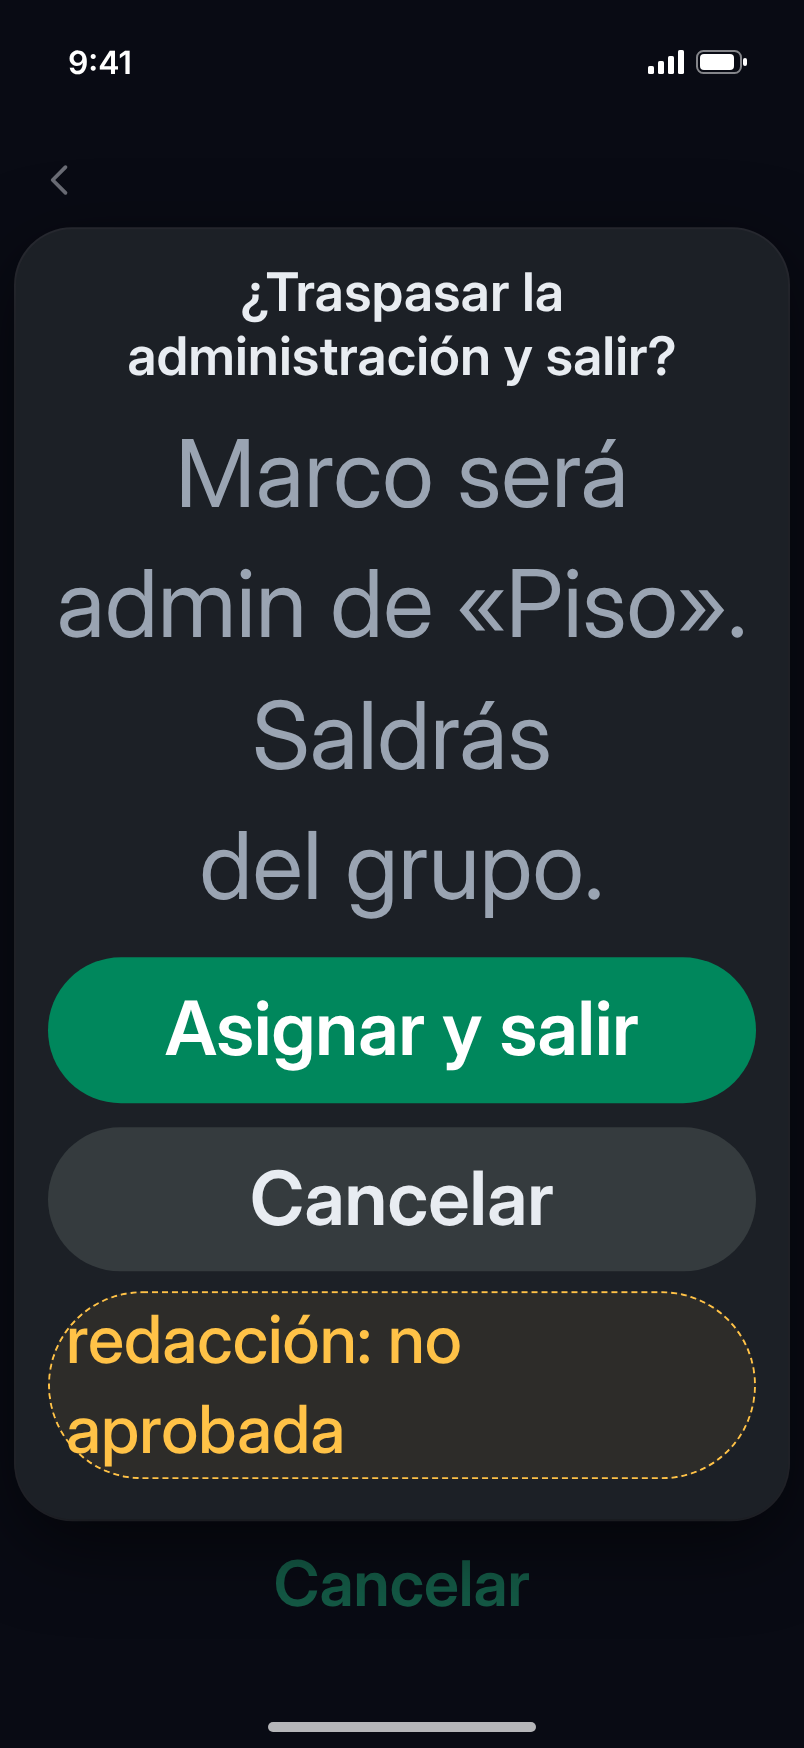 9:41
¿Traspasar la
administración y salir?
Marco será
admin de «Piso».
Saldrás
del grupo.
Asignar y salir
Cancelar
redacción: no
aprobada
Cancelar